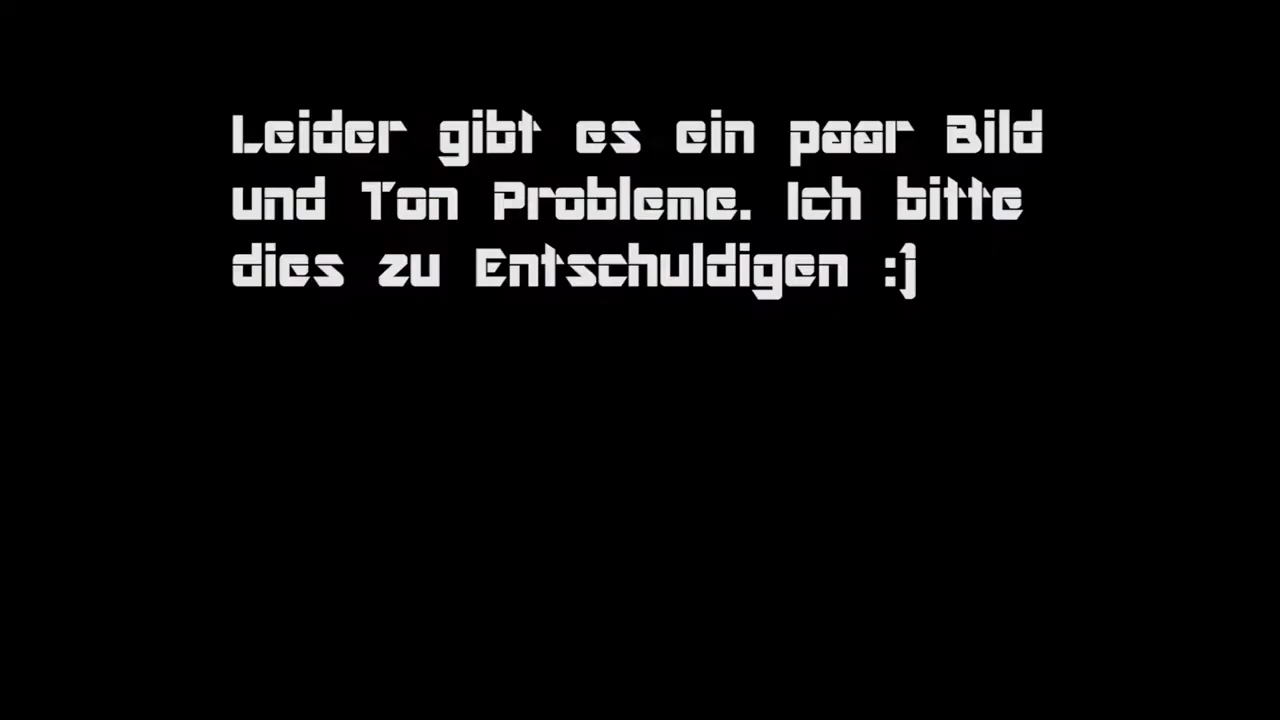 Leider gibt es ein paar Bild
und Ton Probleme. Ich bitte
dies zu Entschuldigen :)